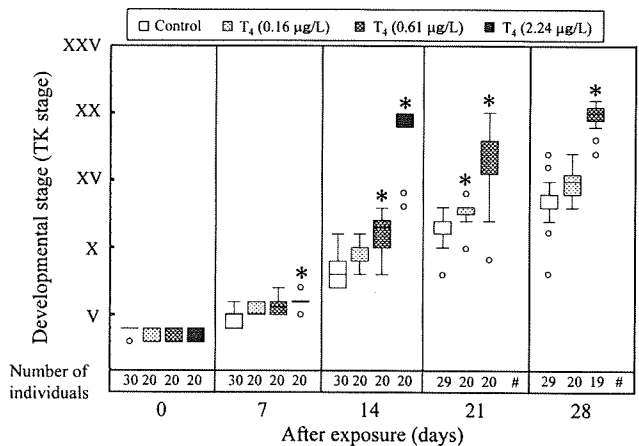 Control T₄ (0.16 µg/L) T₄ (0.61 µg/L) T₄ (2.24 µg/L)
Developmental stage (TK stage)
XXV
XX
XV
X
V
* * * * * *
Number of individuals
30 20 20 20 30 20 20 20 30 20 20 20 29 20 20 # 29 20 19 #
0 7 14 21 28
After exposure (days)